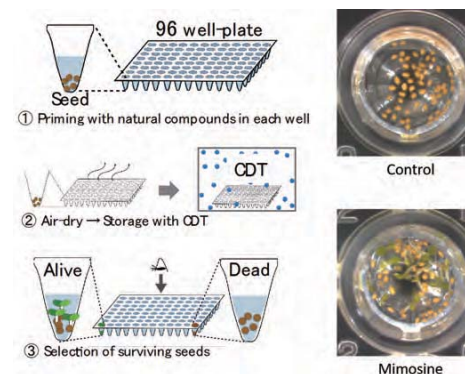 96 well-plate
Seed
① Priming with natural compounds in each well
CDT
② Air-dry → Storage with CDT
Alive
Dead
③ Selection of surviving seeds
Control
Mimosine